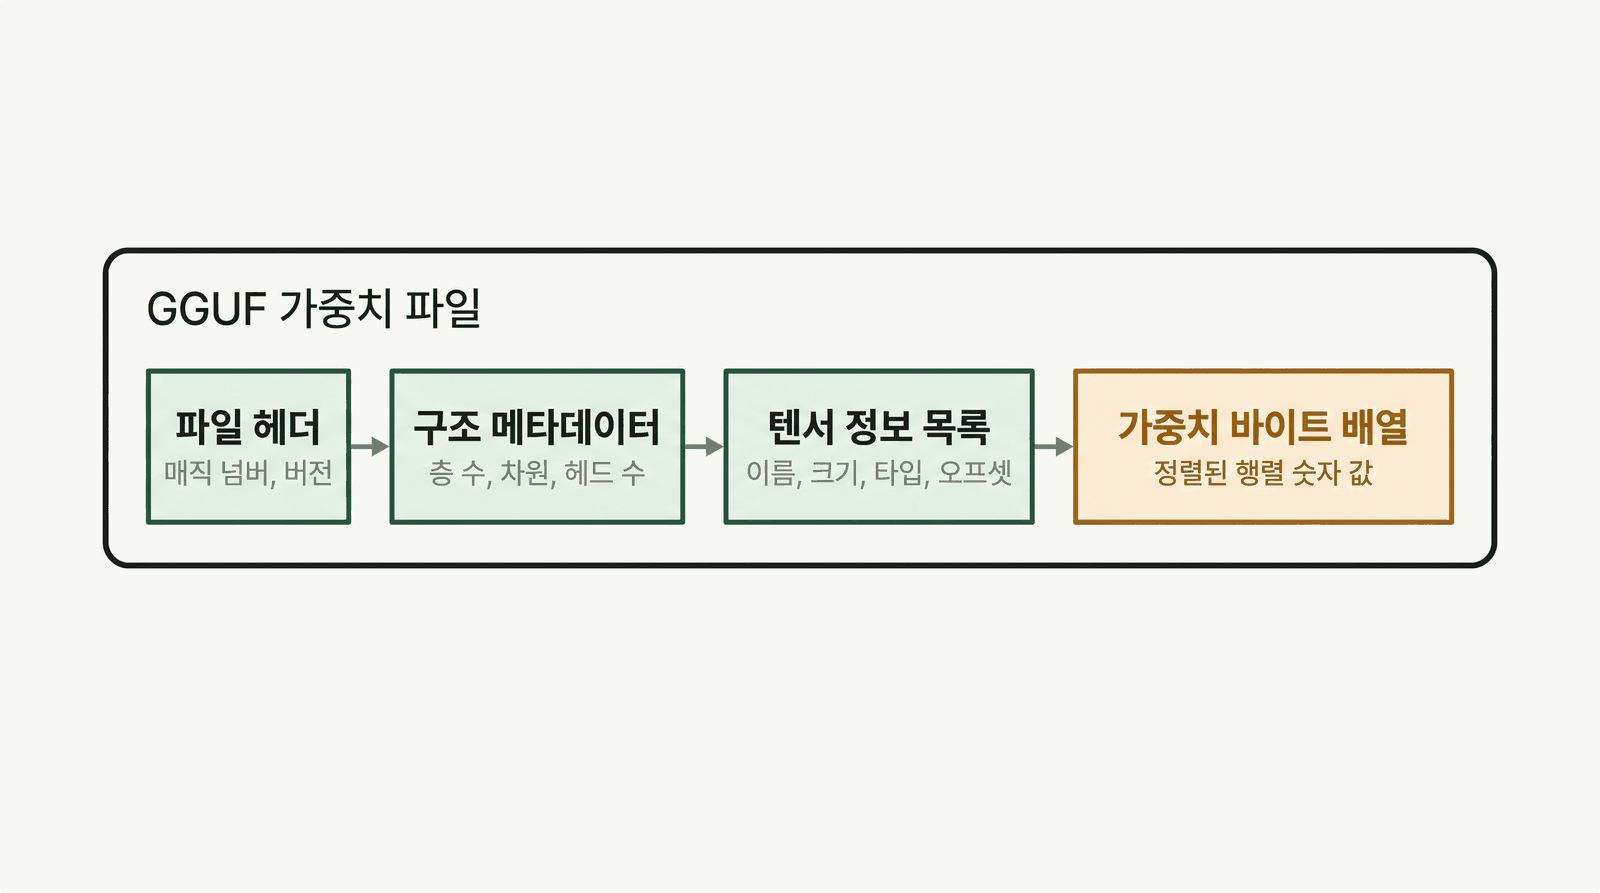 GGUF 가중치 파일
파일 헤더
매직 넘버, 버전
구조 메타데이터
층 수, 차원, 헤드 수
텐서 정보 목록
이름, 크기, 타입, 오프셋
가중치 바이트 배열
정렬된 행렬 숫자 값